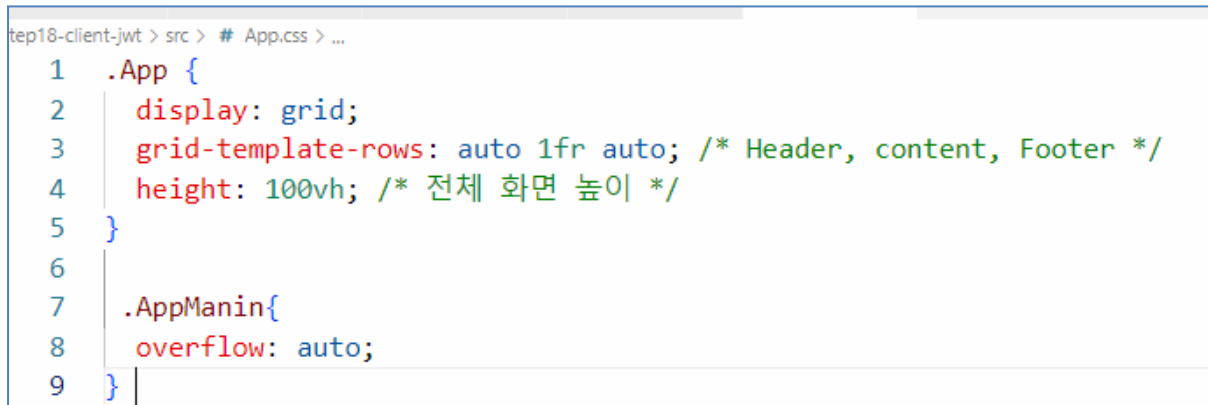 tep18-client-jwt > src > # App.css > ...
1 .App {
2 display: grid;
3 grid-template-rows: auto 1fr auto; /* Header, content, Footer */
4 height: 100vh; /* 전체 화면 높이 */
5 }
6
7 .AppManin{
8 overflow: auto;
9 }